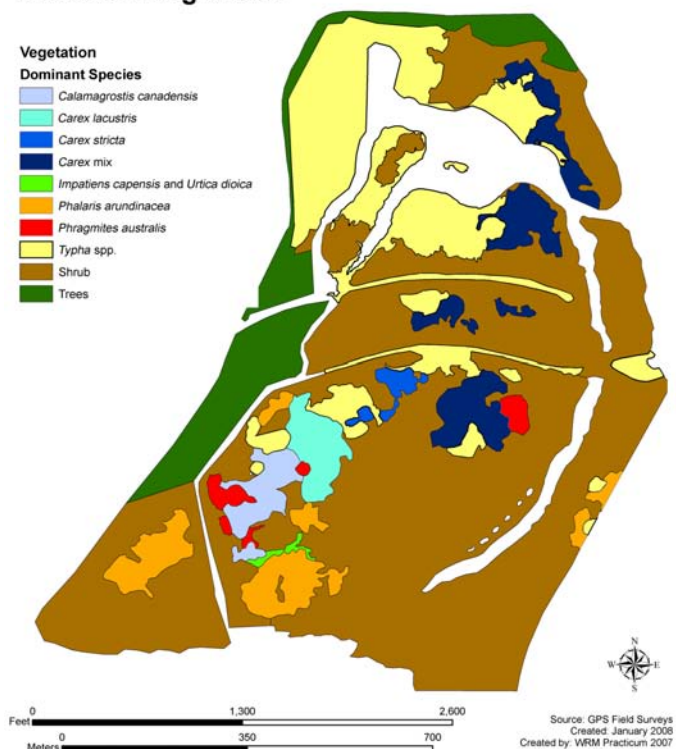 Vegetation
Dominant Species
Calamagrostis canadensis
Carex lacustris
Carex stricta
Carex mix
Impatiens capensis and Urtica dioica
Phalaris arundinacea
Phragmites australis
Typha spp.
Shrub
Trees
N
W E
S
0 1,300 2,600
Feet
0 350 700
Meters
Source: GPS Field Surveys
Created: January 2008
Created by: WRM Practicum 2007